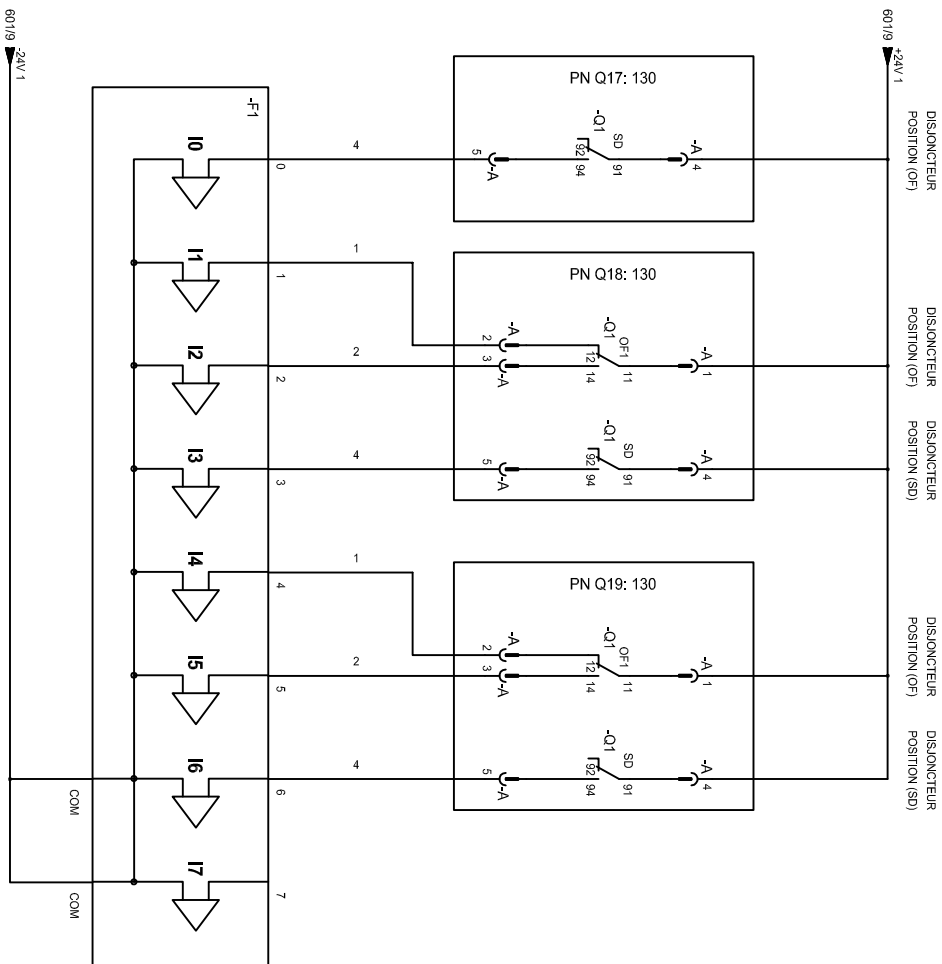 601/9
-24V 1
601/9
+24V 1
DISJONCTEUR
POSITION (OF)
DISJONCTEUR
POSITION (OF)
DISJONCTEUR
POSITION (SD)
DISJONCTEUR
POSITION (OF)
DISJONCTEUR
POSITION (SD)
PN Q17: 130
-Q1
SD
92
94
91
-A
4
5
-A
PN Q18: 130
-Q1
OF1
12
14
11
-A
1
-A
2
3
-A
-Q1
SD
92
94
91
-A
4
5
-A
PN Q19: 130
-Q1
OF1
12
14
11
-A
1
-A
2
3
-A
-Q1
SD
92
94
91
-A
4
5
-A
-F1
I0
0
4
I1
1
1
I2
2
2
I3
3
4
I4
4
1
I5
5
2
I6
6
4
I7
7
COM
COM